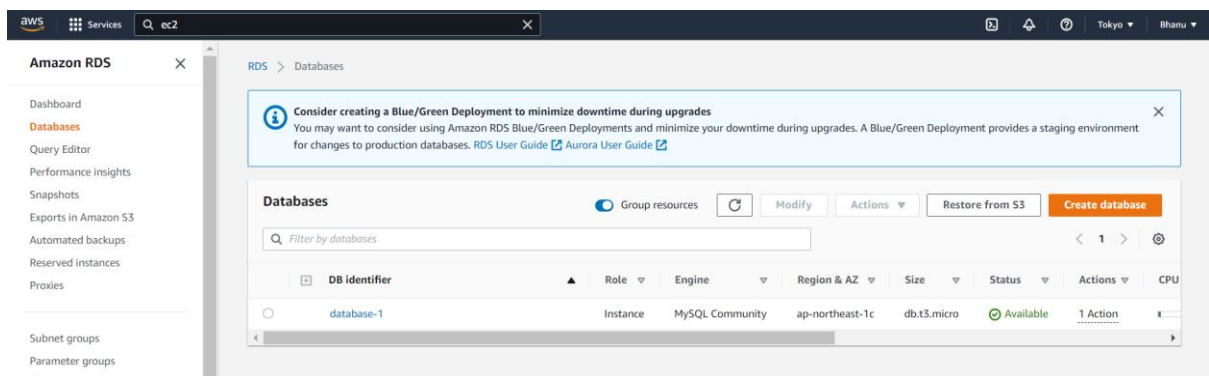 aws Services ec2 Tokyo ▼ Bhanu ▼
Amazon RDS
Dashboard
Databases
Query Editor
Performance insights
Snapshots
Exports in Amazon S3
Automated backups
Reserved instances
Proxies
Subnet groups
Parameter groups
RDS > Databases
Consider creating a Blue/Green Deployment to minimize downtime during upgrades
You may want to consider using Amazon RDS Blue/Green Deployments and minimize your downtime during upgrades. A Blue/Green Deployment provides a staging environment
for changes to production databases. RDS User Guide Aurora User Guide
Databases Group resources Modify Actions ▼ Restore from S3 Create database
Filter by databases < 1 >
DB identifier ▲ Role Engine Region & AZ Size Status Actions CPU
database-1 Instance MySQL Community ap-northeast-1c db.t3.micro Available 1 Action